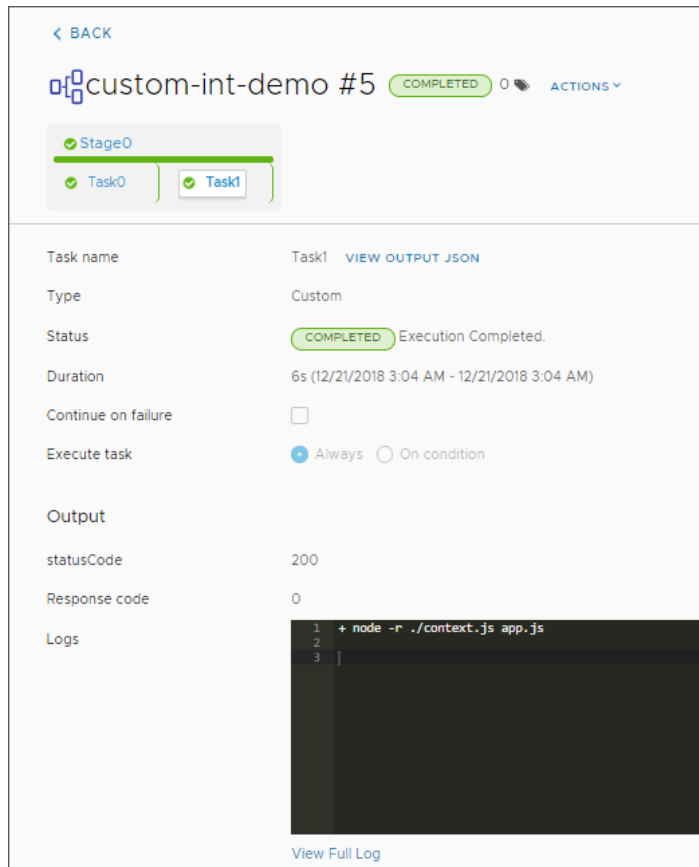 BACK
custom-int-demo #5 COMPLETED 0 ACTIONS
Stage0
Task0 Task1
Task name Task1 VIEW OUTPUT JSON
Type Custom
Status COMPLETED Execution Completed.
Duration 6s (12/21/2018 3:04 AM - 12/21/2018 3:04 AM)
Continue on failure
Execute task Always On condition
Output
statusCode 200
Response code 0
Logs
1 + node -r ./context.js app.js
2
3
View Full Log